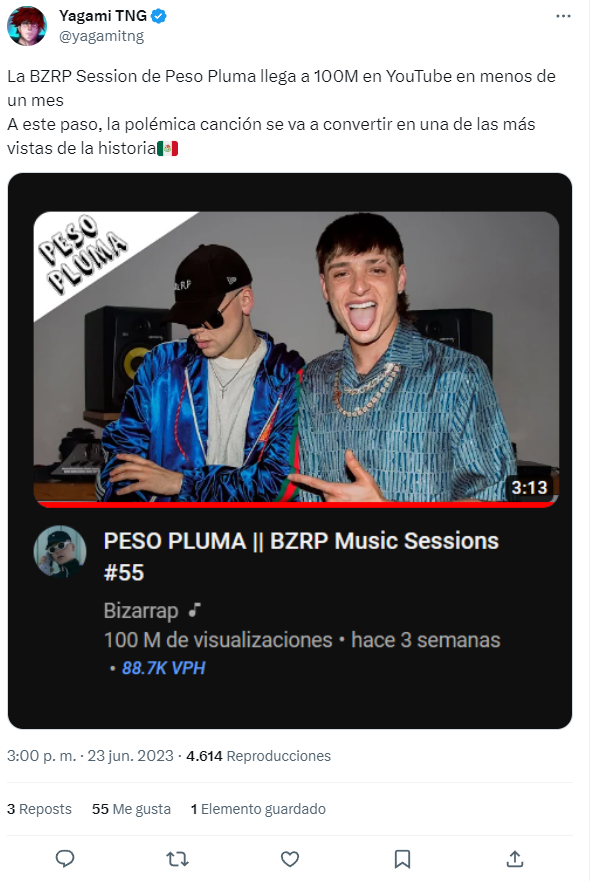 Yagami TNG
@yagamitng
La BZRP Session de Peso Pluma llega a 100M en YouTube en menos de
un mes
A este paso, la polémica canción se va a convertir en una de las más
vistas de la historia🇲🇽
PESO
PLUMA
3:13
PESO PLUMA || BZRP Music Sessions
#55
Bizarrap
100 M de visualizaciones • hace 3 semanas
• 88.7K VPH
3:00 p. m. · 23 jun. 2023 · 4.614 Reproducciones
3 Reposts 55 Me gusta 1 Elemento guardado